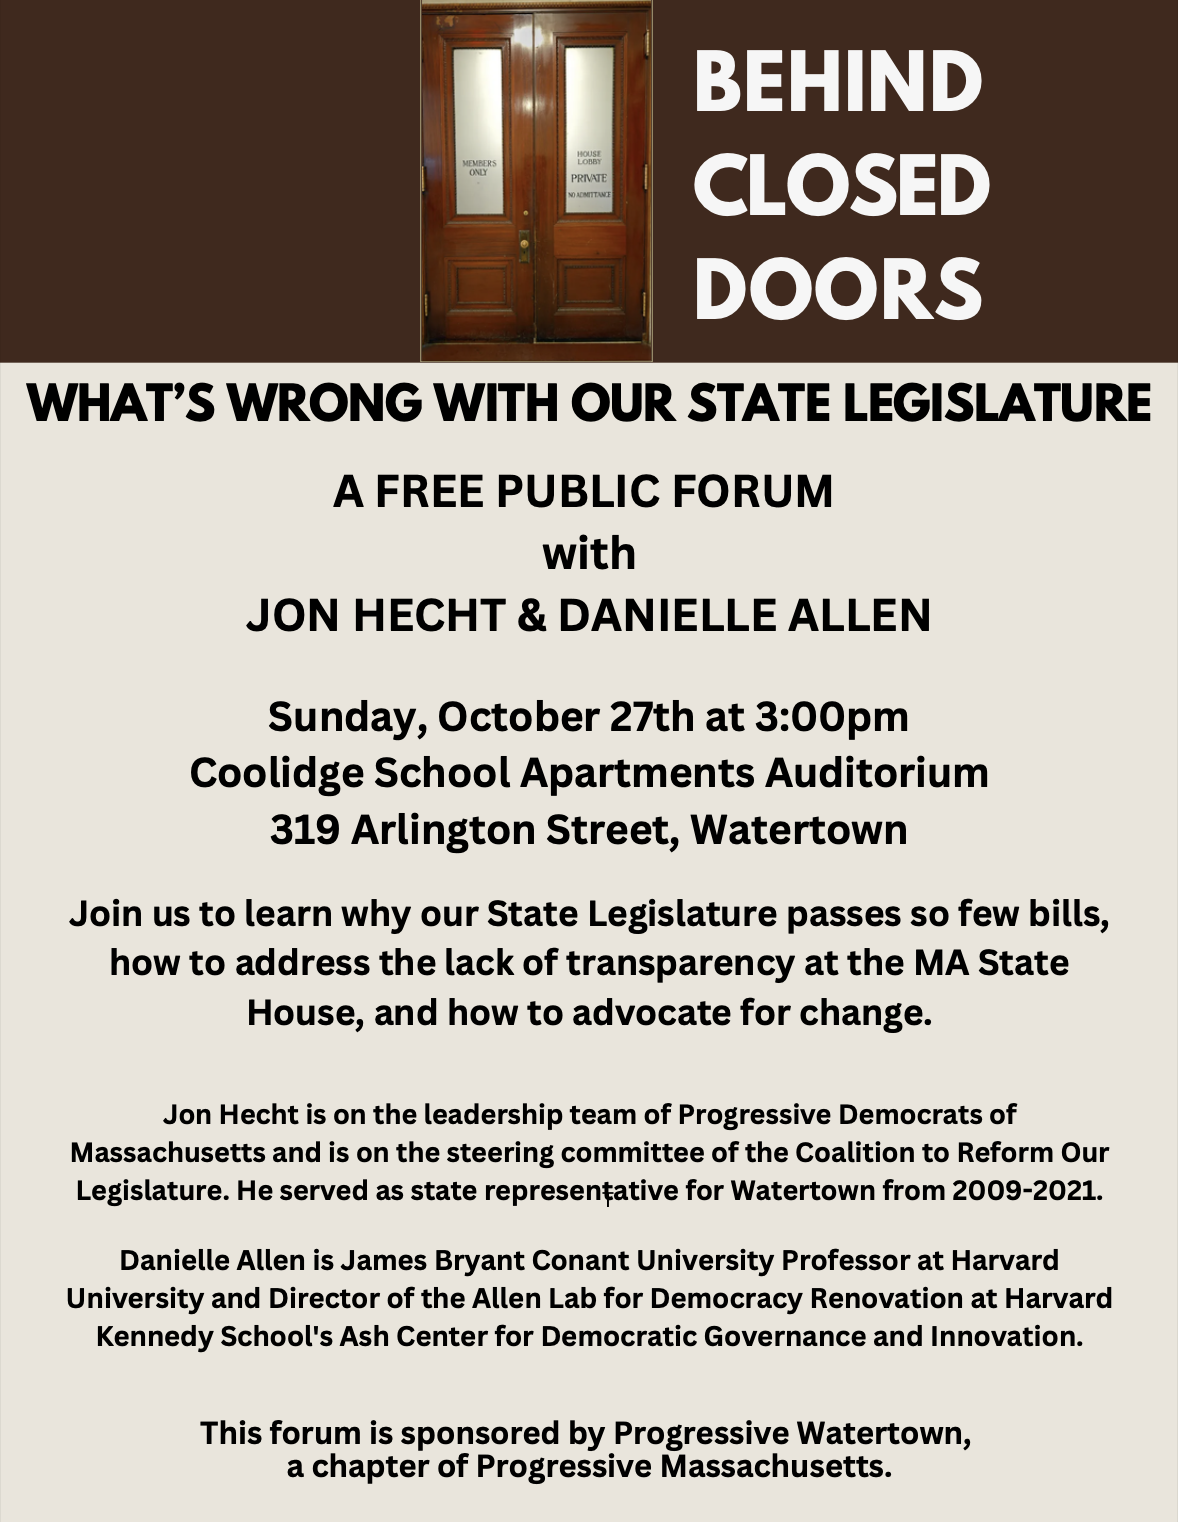 MEMBERS
ONLY
HOUSE
LOBBY
PRIVATE
NO ADMITTANCE
BEHIND
CLOSED
DOORS
WHAT’S WRONG WITH OUR STATE LEGISLATURE
A FREE PUBLIC FORUM
with
JON HECHT & DANIELLE ALLEN
Sunday, October 27th at 3:00pm
Coolidge School Apartments Auditorium
319 Arlington Street, Watertown
Join us to learn why our State Legislature passes so few bills,
how to address the lack of transparency at the MA State
House, and how to advocate for change.
Jon Hecht is on the leadership team of Progressive Democrats of
Massachusetts and is on the steering committee of the Coalition to Reform Our
Legislature. He served as state representative for Watertown from 2009-2021.
Danielle Allen is James Bryant Conant University Professor at Harvard
University and Director of the Allen Lab for Democracy Renovation at Harvard
Kennedy School's Ash Center for Democratic Governance and Innovation.
This forum is sponsored by Progressive Watertown,
a chapter of Progressive Massachusetts.